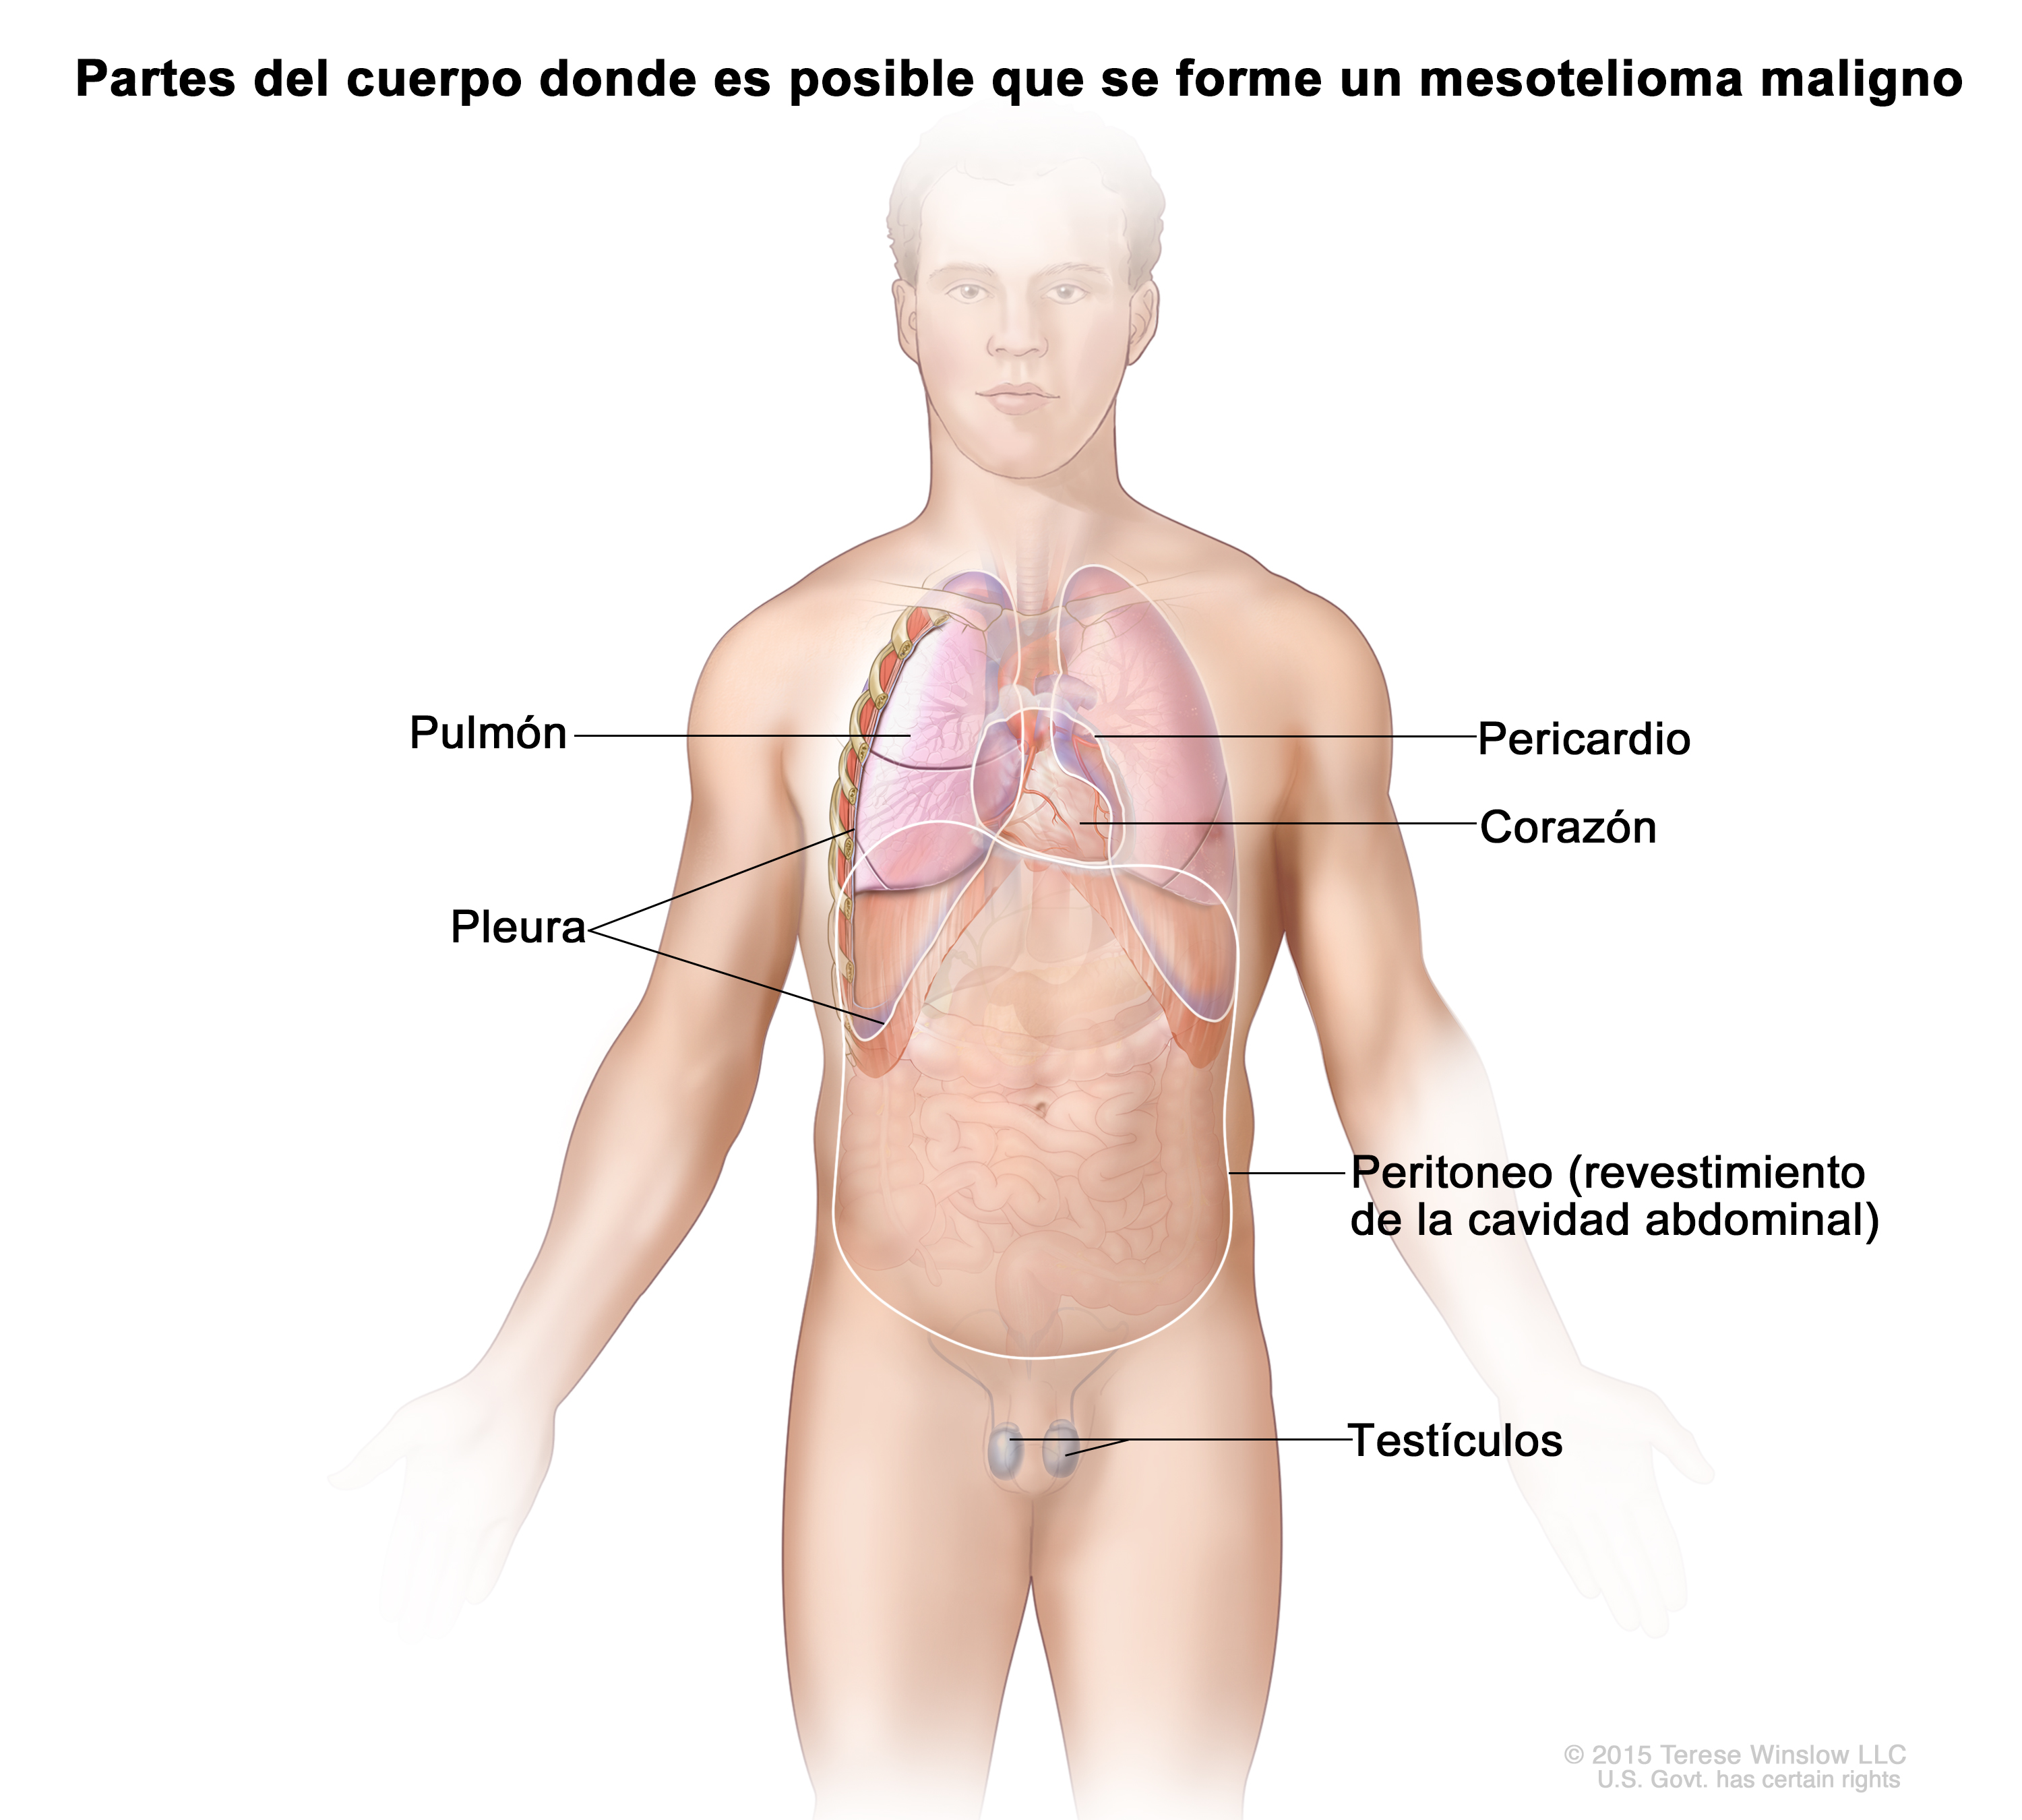 Partes del cuerpo donde es posible que se forme un mesotelioma maligno
Pulmón
Pericardio
Corazón
Pleura
Peritoneo (revestimiento
de la cavidad abdominal)
Testículos
© 2015 Terese Winslow LLC
U.S. Govt. has certain rights